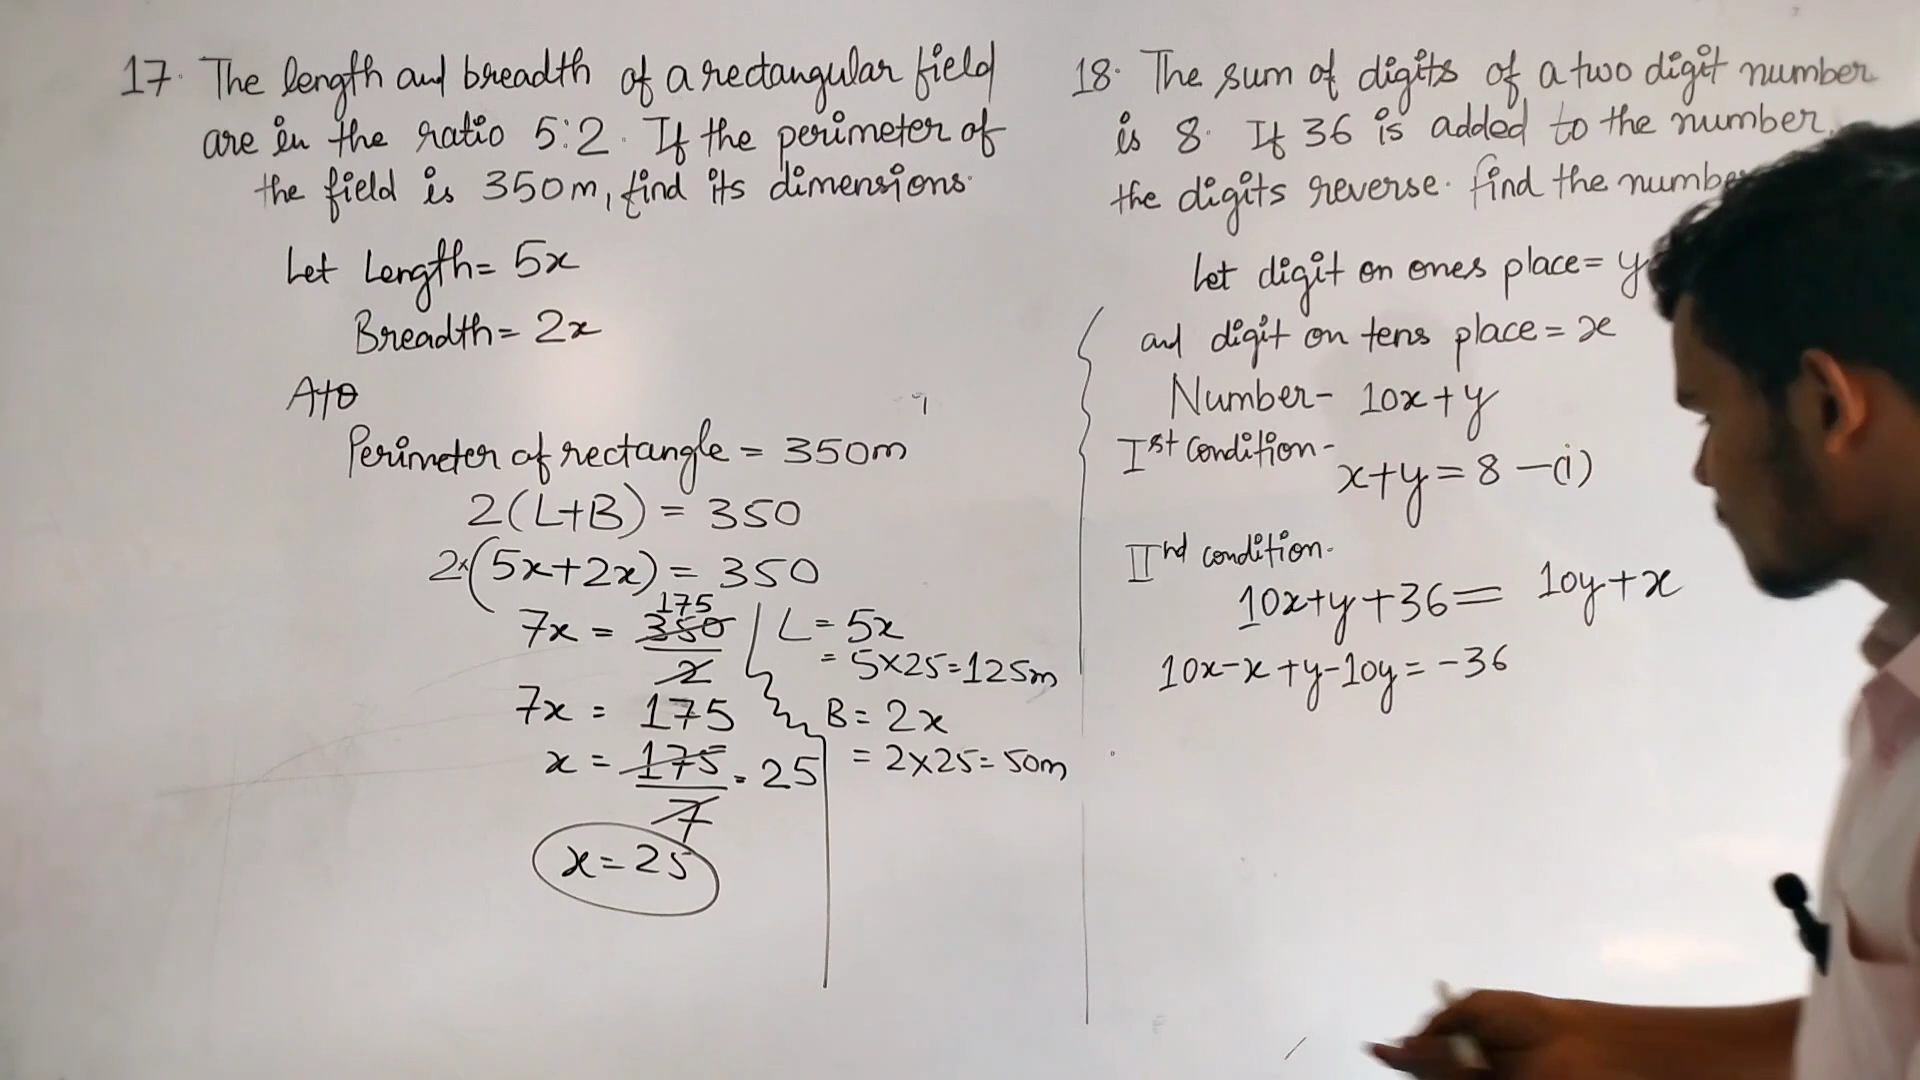 17. The length and breadth of a rectangular field
are in the ratio 5:2. If the perimeter of
the field is 350m, find its dimensions.
Let Length = 5x
Breadth = 2x
ATQ
Perimeter of rectangle = 350m
2(L+B) = 350
2×(5x+2x) = 350
175
7x = 350/2
7x = 175
x = 175/7 = 25
x = 25
L = 5x
= 5×25=125m
B = 2x
= 2×25=50m
18. The sum of digits of a two digit number
is 8. If 36 is added to the number,
the digits reverse. find the number
Let digit on ones place = y
and digit on tens place = x
Number - 10x+y
Ist condition -
x+y=8 —(i)
IInd condition.
10x+y+36= 10y+x
10x-x+y-10y=-36